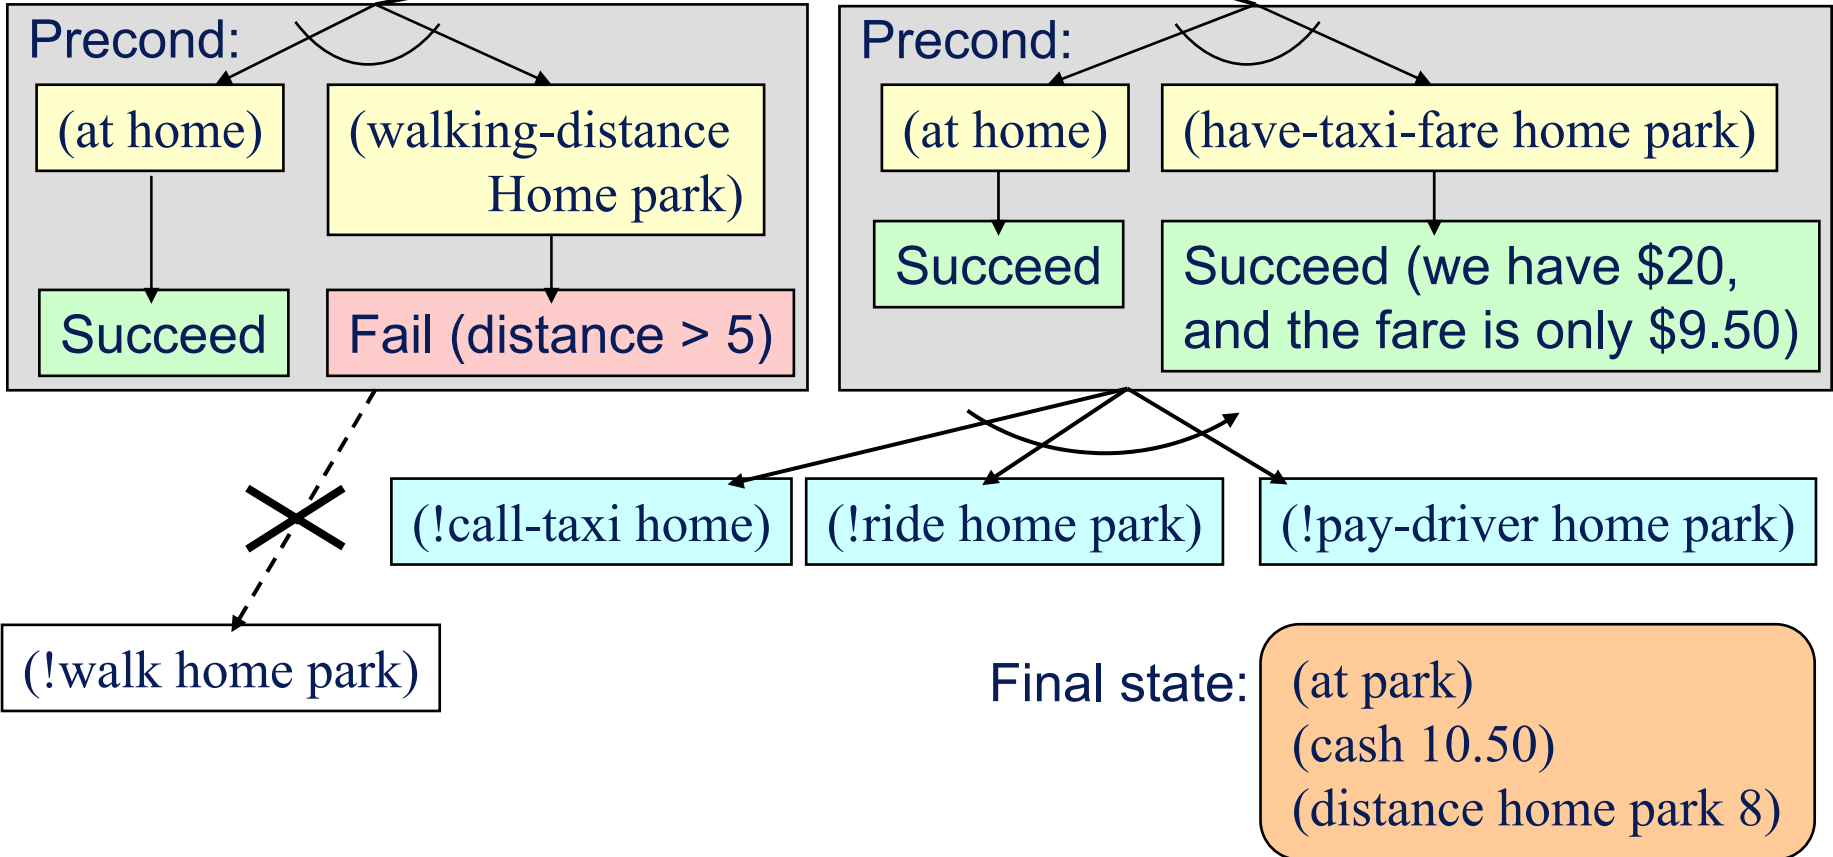 Precond:
(at home)
(walking-distance
Home park)
Succeed
Fail (distance > 5)
Precond:
(at home)
(have-taxi-fare home park)
Succeed
Succeed (we have $20,
and the fare is only $9.50)
(!call-taxi home)
(!ride home park)
(!pay-driver home park)
(!walk home park)
Final state:
(at park)
(cash 10.50)
(distance home park 8)